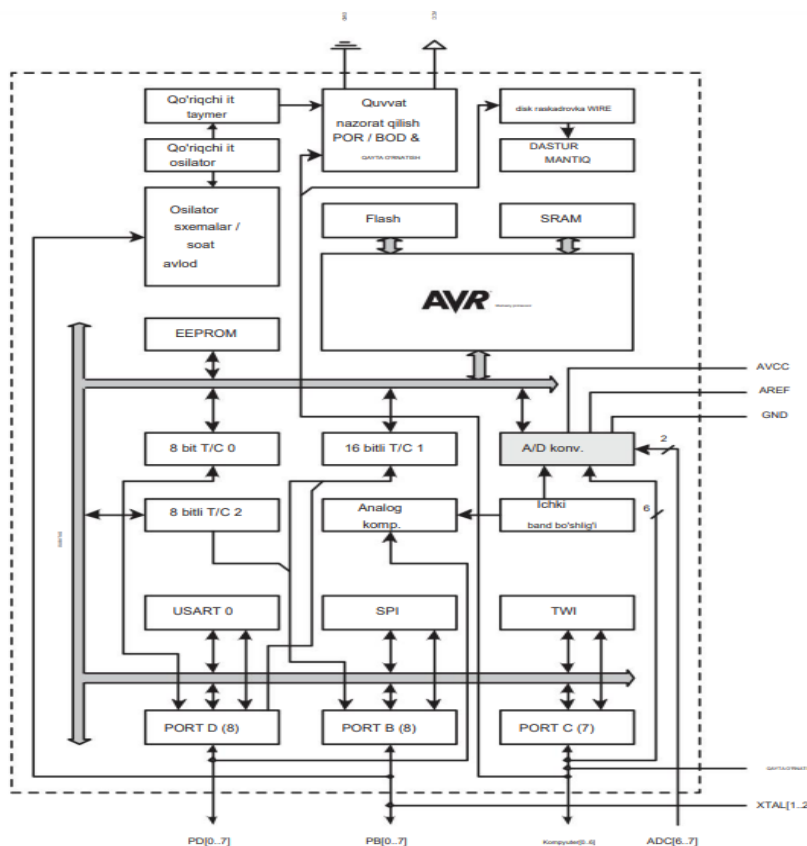 Qo'riqchi it
taymer
Quvvat
nazorat qilish
POR / BOD &
QAYTA O'RNATISH
disk raskadrovka WIRE
Qo'riqchi it
osilator
DASTUR
MANTIQ
Osilator
sxemalar /
soat
avlod
Flash
SRAM
AVR
EEPROM
AVCC
AREF
GND
8 bit T/C 0
16 bitli T/C 1
A/D konv.
2
8 bitli T/C 2
Analog
komp.
Ichki
band bo'shlig'i
6
USART 0
SPI
TWI
PORT D (8)
PORT B (8)
PORT C (7)
XTAL[1..2
PD[0..7]
PB[0..7]
Kompyuter[0..6]
ADC[6..7]